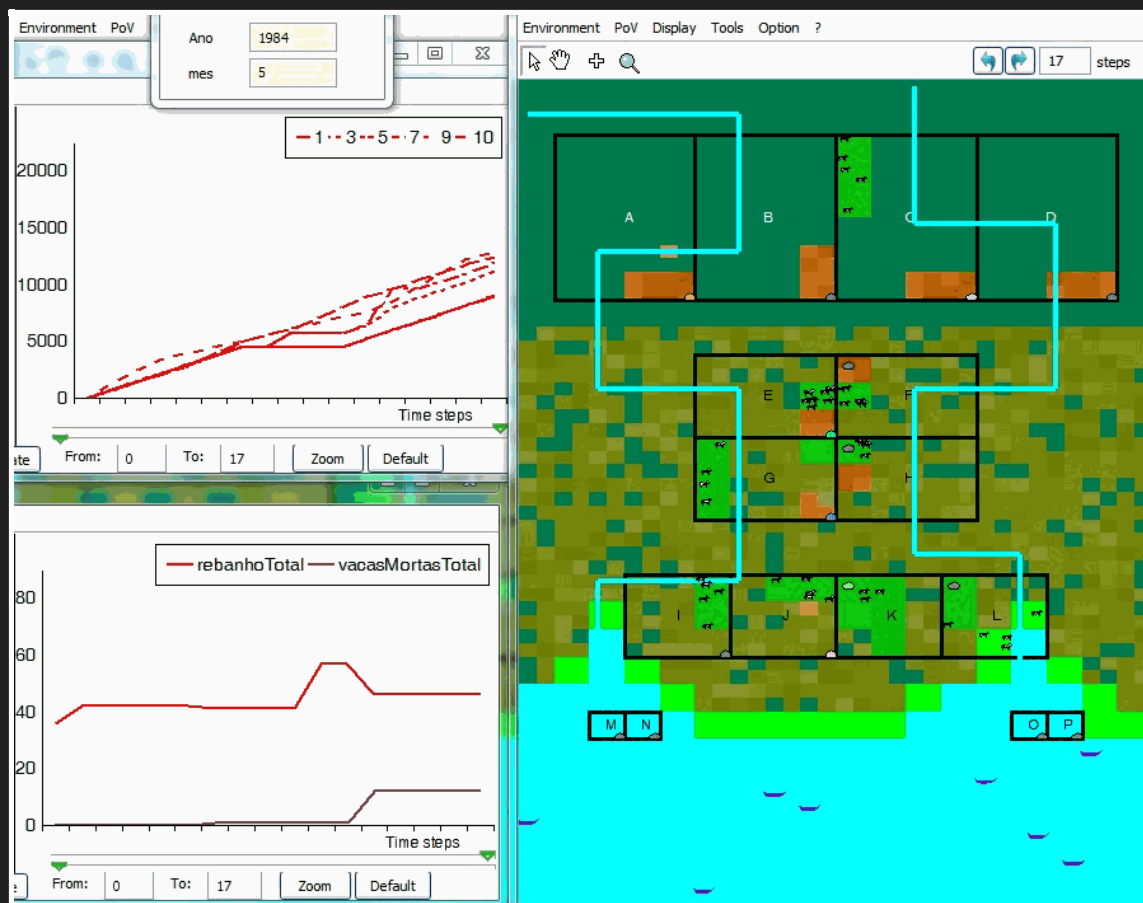 Environment PoV
Ano 1984
mes 5
1 3 5 7 9 10
20000
15000
10000
5000
0
Time steps
ate From: 0 To: 17 Zoom Default
rebanhoTotal vacasMortasTotal
80
60
40
20
0
Time steps
From: 0 To: 17 Zoom Default
Environment PoV Display Tools Option ?
17 steps
A B C D
E F
G H
I J K L
M N O P